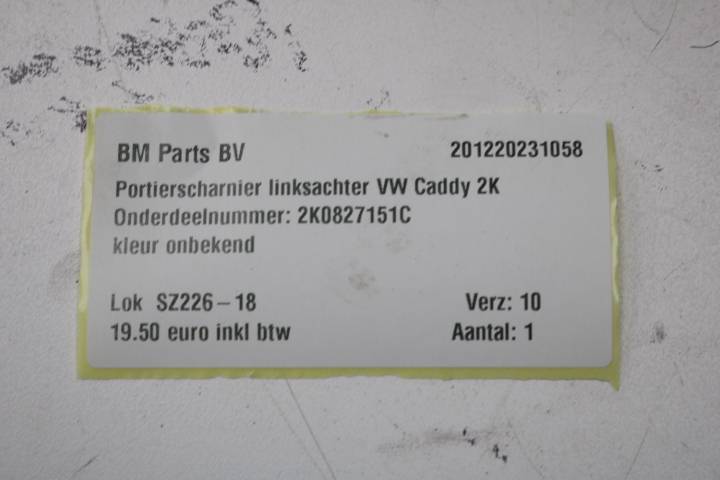 BM Parts BV 201220231058
Portierscharnier linksachter VW Caddy 2K
Onderdeelnummer: 2K0827151C
kleur onbekend
Lok SZ226-18 Verz: 10
19.50 euro inkl btw Aantal: 1